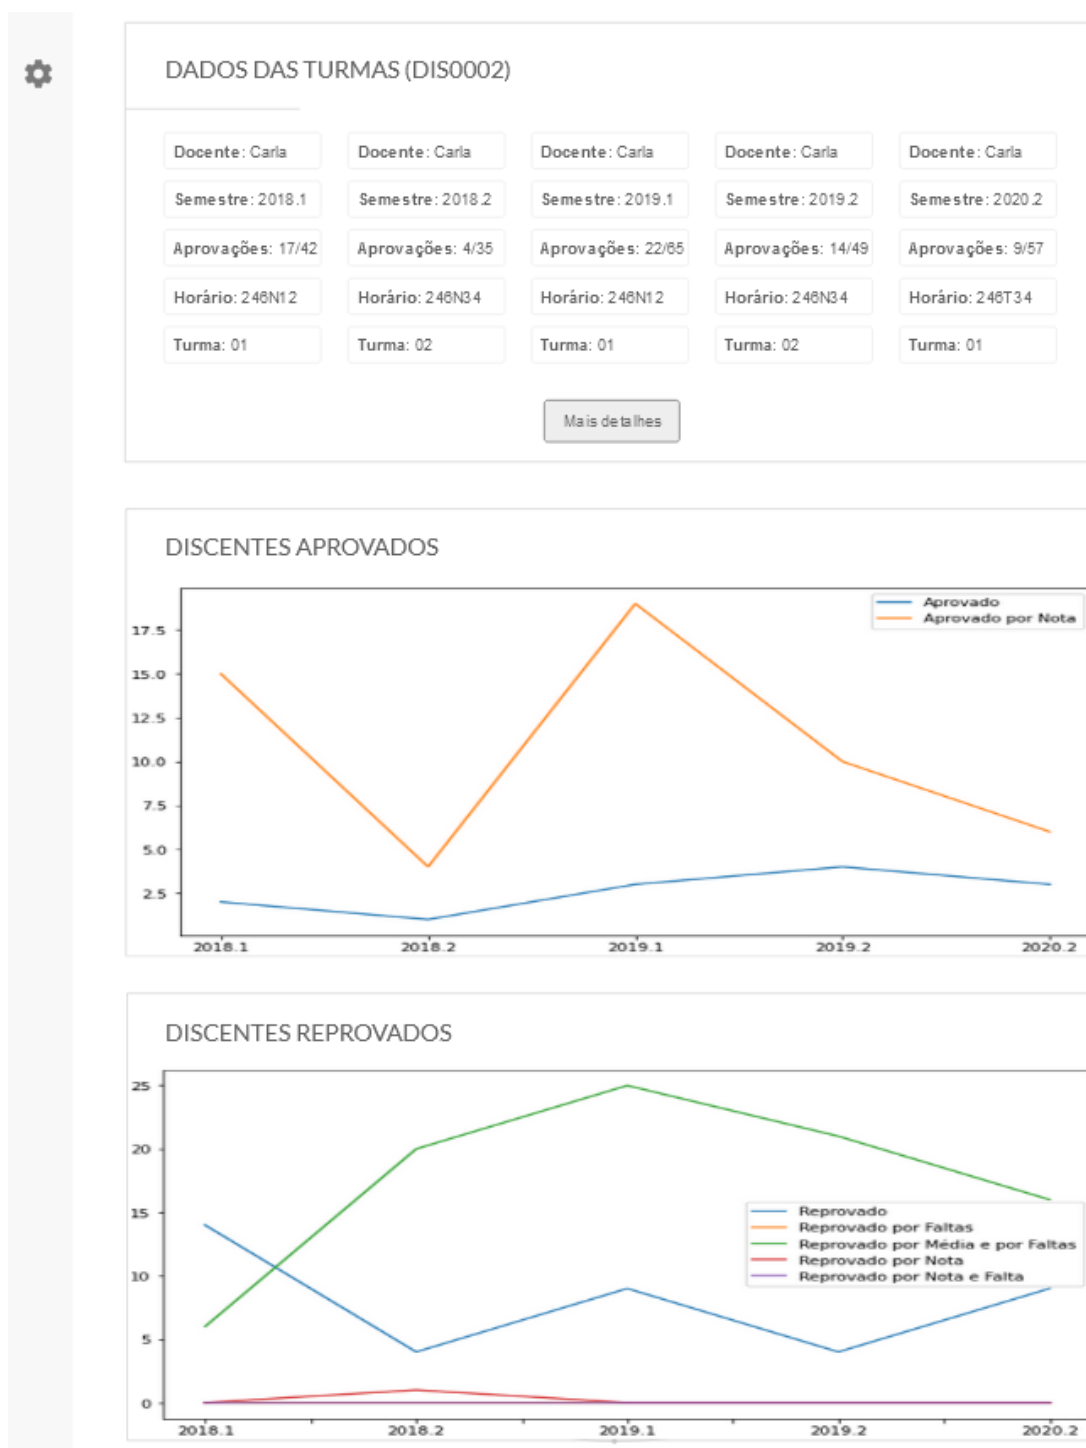 DADOS DAS TURMAS (DIS0002)
Docente: Carla Docente: Carla Docente: Carla Docente: Carla Docente: Carla
Semestre: 2018.1 Semestre: 2018.2 Semestre: 2019.1 Semestre: 2019.2 Semestre: 2020.2
Aprovações: 17/42 Aprovações: 4/35 Aprovações: 22/65 Aprovações: 14/49 Aprovações: 9/57
Horário: 246N12 Horário: 246N34 Horário: 246N12 Horário: 246N34 Horário: 246T34
Turma: 01 Turma: 02 Turma: 01 Turma: 02 Turma: 01
Mais detalhes
DISCENTES APROVADOS
Aprovado
Aprovado por Nota
17.5
15.0
12.5
10.0
7.5
5.0
2.5
2018.1 2018.2 2019.1 2019.2 2020.2
DISCENTES REPROVADOS
25
20
15
10
5
0
Reprovado
Reprovado por Faltas
Reprovado por Média e por Faltas
Reprovado por Nota
Reprovado por Nota e Falta
2018.1 2018.2 2019.1 2019.2 2020.2